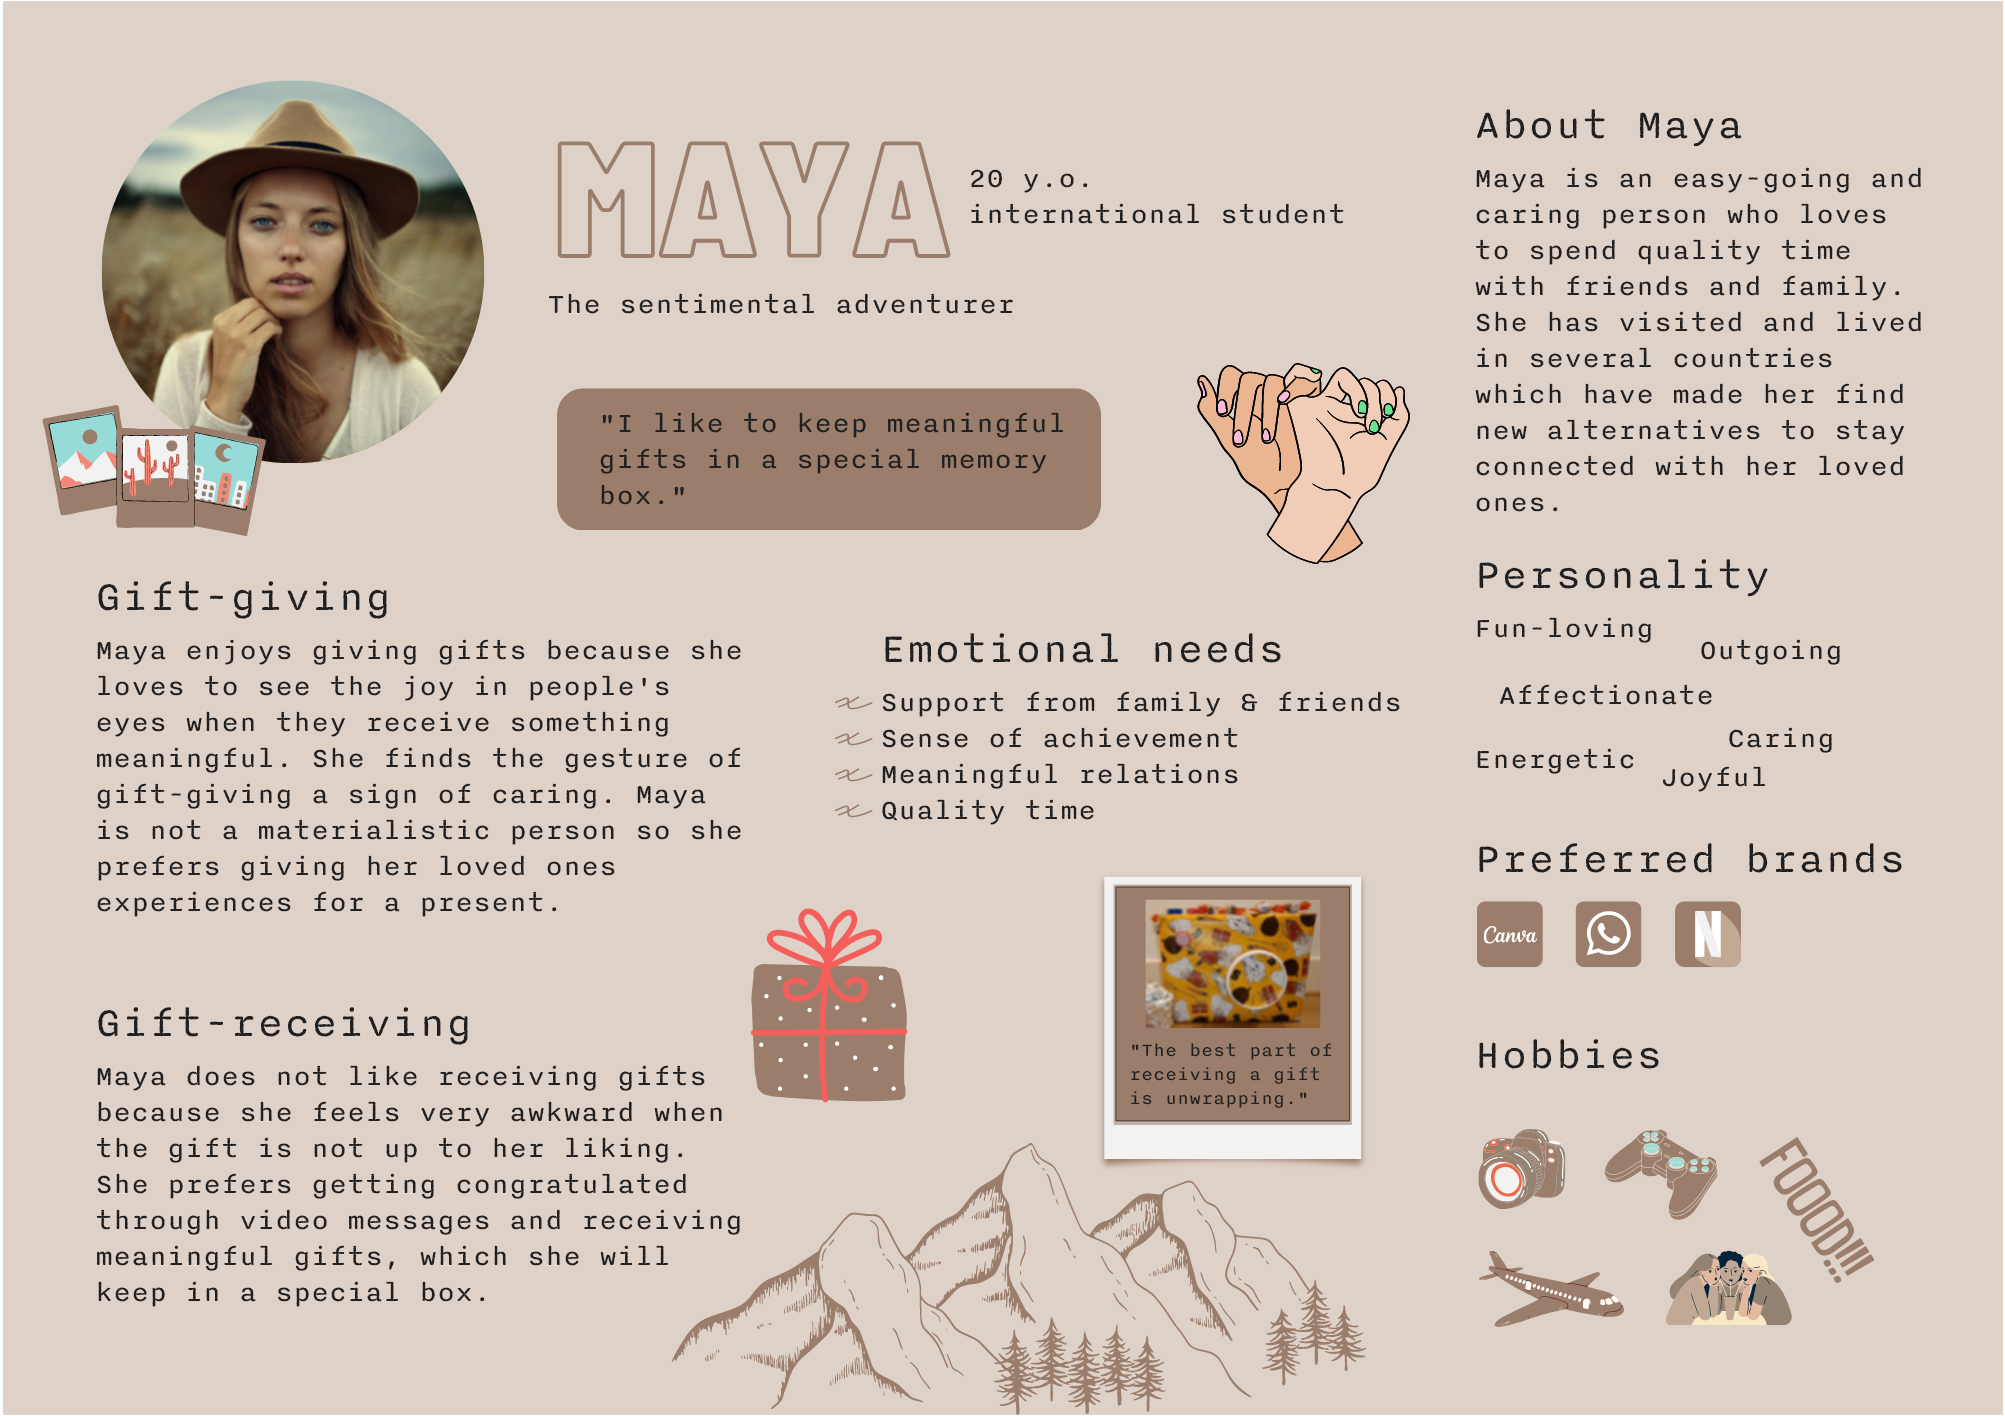 MAYA
20 y.o.
international student
The sentimental adventurer
"I like to keep meaningful
gifts in a special memory
box."
Gift-giving
Maya enjoys giving gifts because she
loves to see the joy in people's
eyes when they receive something
meaningful. She finds the gesture of
gift-giving a sign of caring. Maya
is not a materialistic person so she
prefers giving her loved ones
experiences for a present.
Gift-receiving
Maya does not like receiving gifts
because she feels very awkward when
the gift is not up to her liking.
She prefers getting congratulated
through video messages and receiving
meaningful gifts, which she will
keep in a special box.
Emotional needs
Support from family & friends
Sense of achievement
Meaningful relations
Quality time
"The best part of
receiving a gift
is unwrapping."
About Maya
Maya is an easy-going and
caring person who loves
to spend quality time
with friends and family.
She has visited and lived
in several countries
which have made her find
new alternatives to stay
connected with her loved
ones.
Personality
Fun-loving
Outgoing
Affectionate
Caring
Energetic
Joyful
Preferred brands
Canva
N
Hobbies
FOOOD!!!...